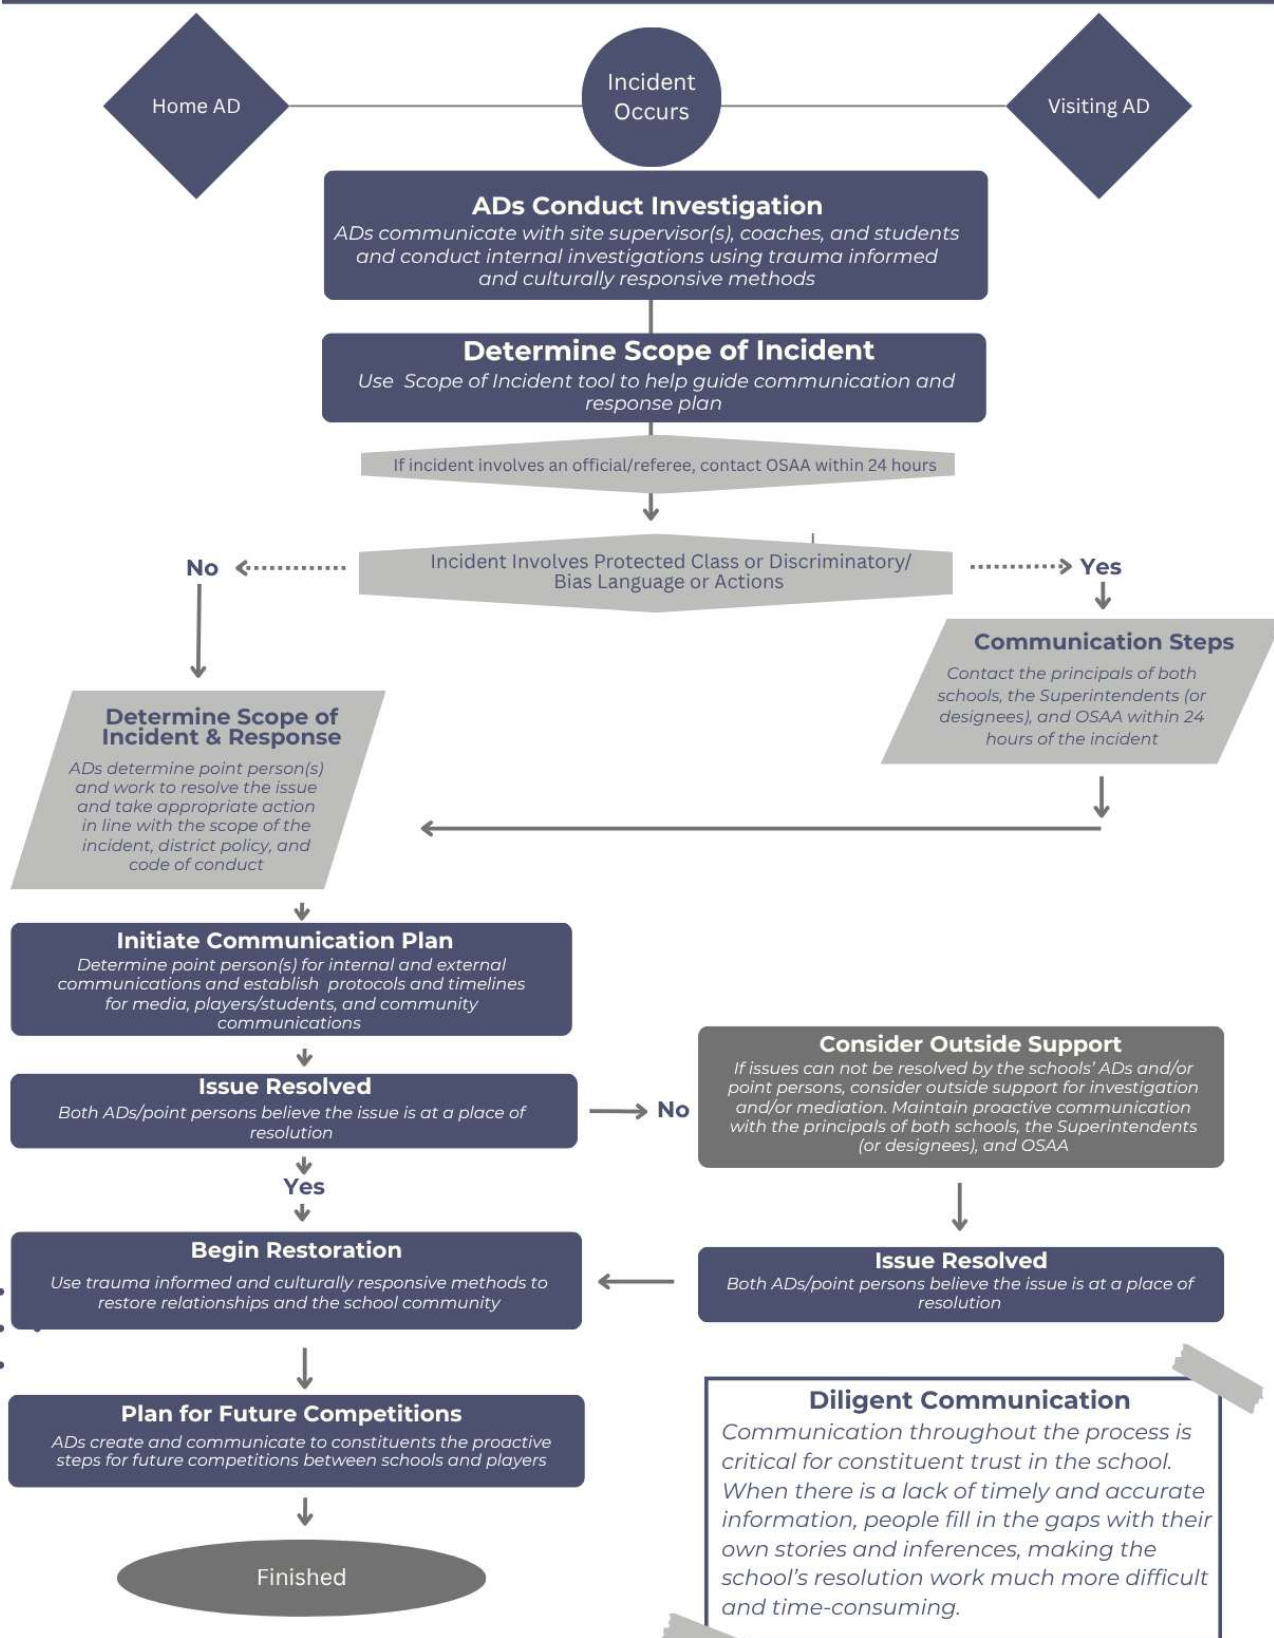 Home AD
Incident
Occurs
Visiting AD
ADs Conduct Investigation
ADs communicate with site supervisor(s), coaches, and students
and conduct internal investigations using trauma informed
and culturally responsive methods
Determine Scope of Incident
Use Scope of Incident tool to help guide communication and
response plan
If incident involves an official/referee, contact OSAA within 24 hours
Incident Involves Protected Class or Discriminatory/
Bias Language or Actions
No
Yes
Communication Steps
Contact the principals of both
schools, the Superintendents (or
designees), and OSAA within 24
hours of the incident
Determine Scope of
Incident & Response
ADs determine point person(s)
and work to resolve the issue
and take appropriate action
in line with the scope of the
incident, district policy, and
code of conduct
Initiate Communication Plan
Determine point person(s) for internal and external
communications and establish protocols and timelines
for media, players/students, and community
communications
Issue Resolved
Both ADs/point persons believe the issue is at a place of
resolution
No
Consider Outside Support
If issues can not be resolved by the schools' ADs and/or
point persons, consider outside support for investigation
and/or mediation. Maintain proactive communication
with the principals of both schools, the Superintendents
(or designees), and OSAA
Yes
Begin Restoration
Use trauma informed and culturally responsive methods to
restore relationships and the school community
Issue Resolved
Both ADs/point persons believe the issue is at a place of
resolution
Plan for Future Competitions
ADs create and communicate to constituents the proactive
steps for future competitions between schools and players
Finished
Diligent Communication
Communication throughout the process is
critical for constituent trust in the school.
When there is a lack of timely and accurate
information, people fill in the gaps with their
own stories and inferences, making the
school's resolution work much more difficult
and time-consuming.